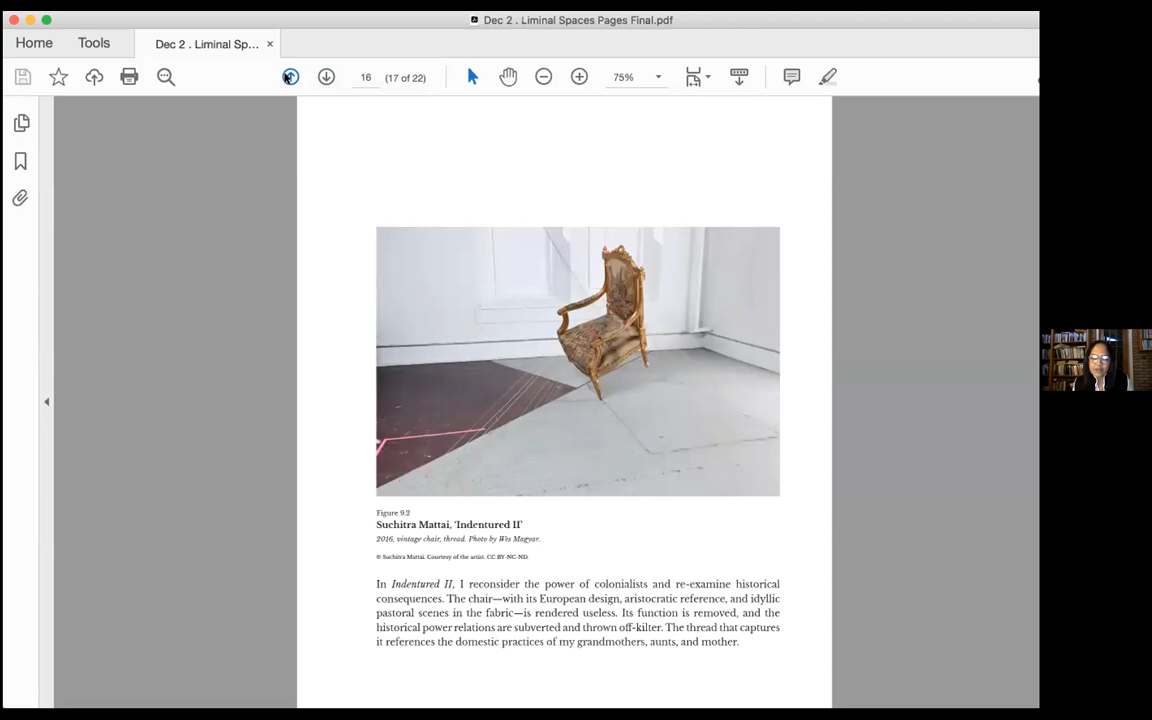 Dec 2 . Liminal Spaces Pages Final.pdf
Home Tools Dec 2 . Liminal Sp... ×
16 (17 of 22) 75%
Figure 9.2
Suchitra Mattai, ‘Indentured II’
2016, vintage chair, thread. Photo by Wes Magyar.
© Suchitra Mattai. Courtesy of the artist. CC BY-NC-ND.
In Indentured II, I reconsider the power of colonialists and re-examine historical
consequences. The chair—with its European design, aristocratic reference, and idyllic
pastoral scenes in the fabric—is rendered useless. Its function is removed, and the
historical power relations are subverted and thrown off-kilter. The thread that captures
it references the domestic practices of my grandmothers, aunts, and mother.